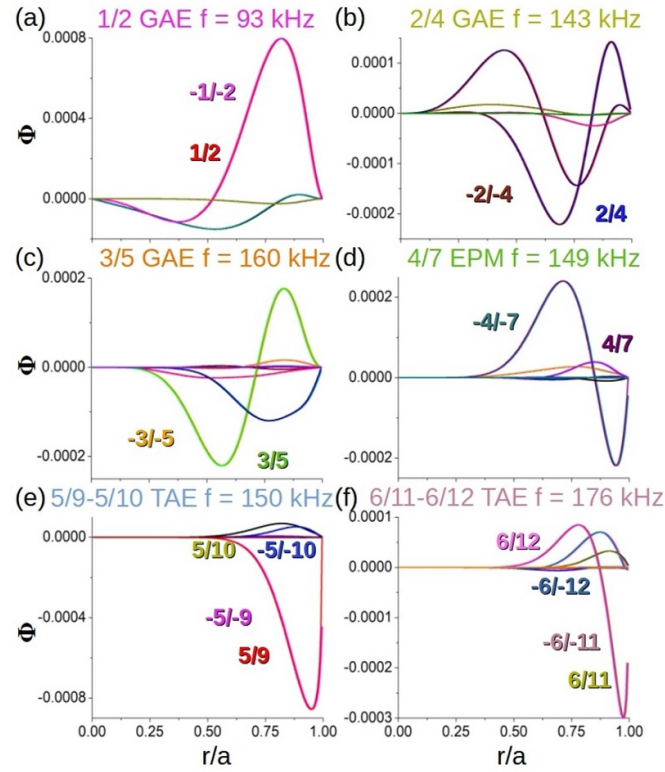 (a) 1/2 GAE f = 93 kHz
0.0008
0.0004
0.0000
Φ
-1/-2
1/2
(b) 2/4 GAE f = 143 kHz
0.0001
0.0000
-0.0001
-0.0002
-2/-4
2/4
(c) 3/5 GAE f = 160 kHz
0.0002
0.0000
-0.0002
Φ
-3/-5
3/5
(d) 4/7 EPM f = 149 kHz
0.0002
0.0000
-0.0002
-4/-7
4/7
(e) 5/9-5/10 TAE f = 150 kHz
0.0000
-0.0004
-0.0008
Φ
5/10
-5/-10
-5/-9
5/9
0.00 0.25 0.50 0.75 1.00
r/a
(f) 6/11-6/12 TAE f = 176 kHz
0.0001
0.0000
-0.0001
-0.0002
-0.0003
6/12
-6/-12
-6/-11
6/11
0.00 0.25 0.50 0.75 1.00
r/a